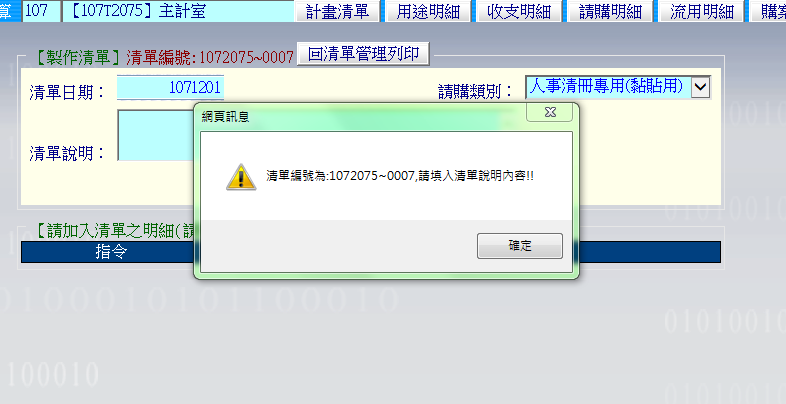 算 107 【107T2075】主計室 計畫清單 用途明細 收支明細 請購明細 流用明細 購案
【製作清單】清單編號:1072075~0007 回清單管理列印
清單日期： 1071201 請購類別： 人事清冊專用(黏貼用)
網頁訊息
清單說明：
清單編號為:1072075~0007,請填入清單說明內容!!
確定
【請加入清單之明細(請
指令